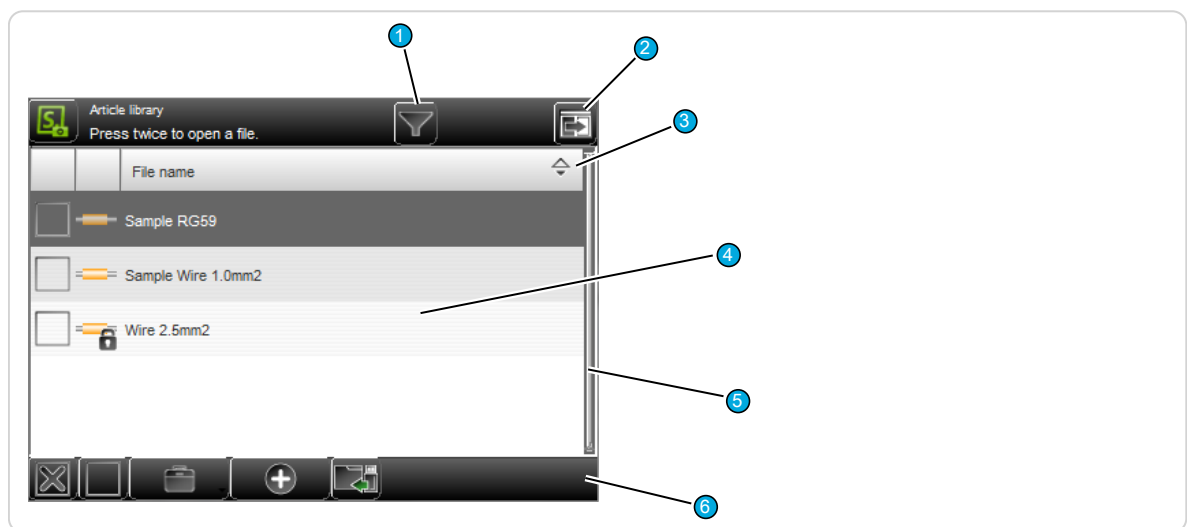 1
2
Article library
Press twice to open a file.
3
File name
Sample RG59
4
Sample Wire 1.0mm2
Wire 2.5mm2
5
6